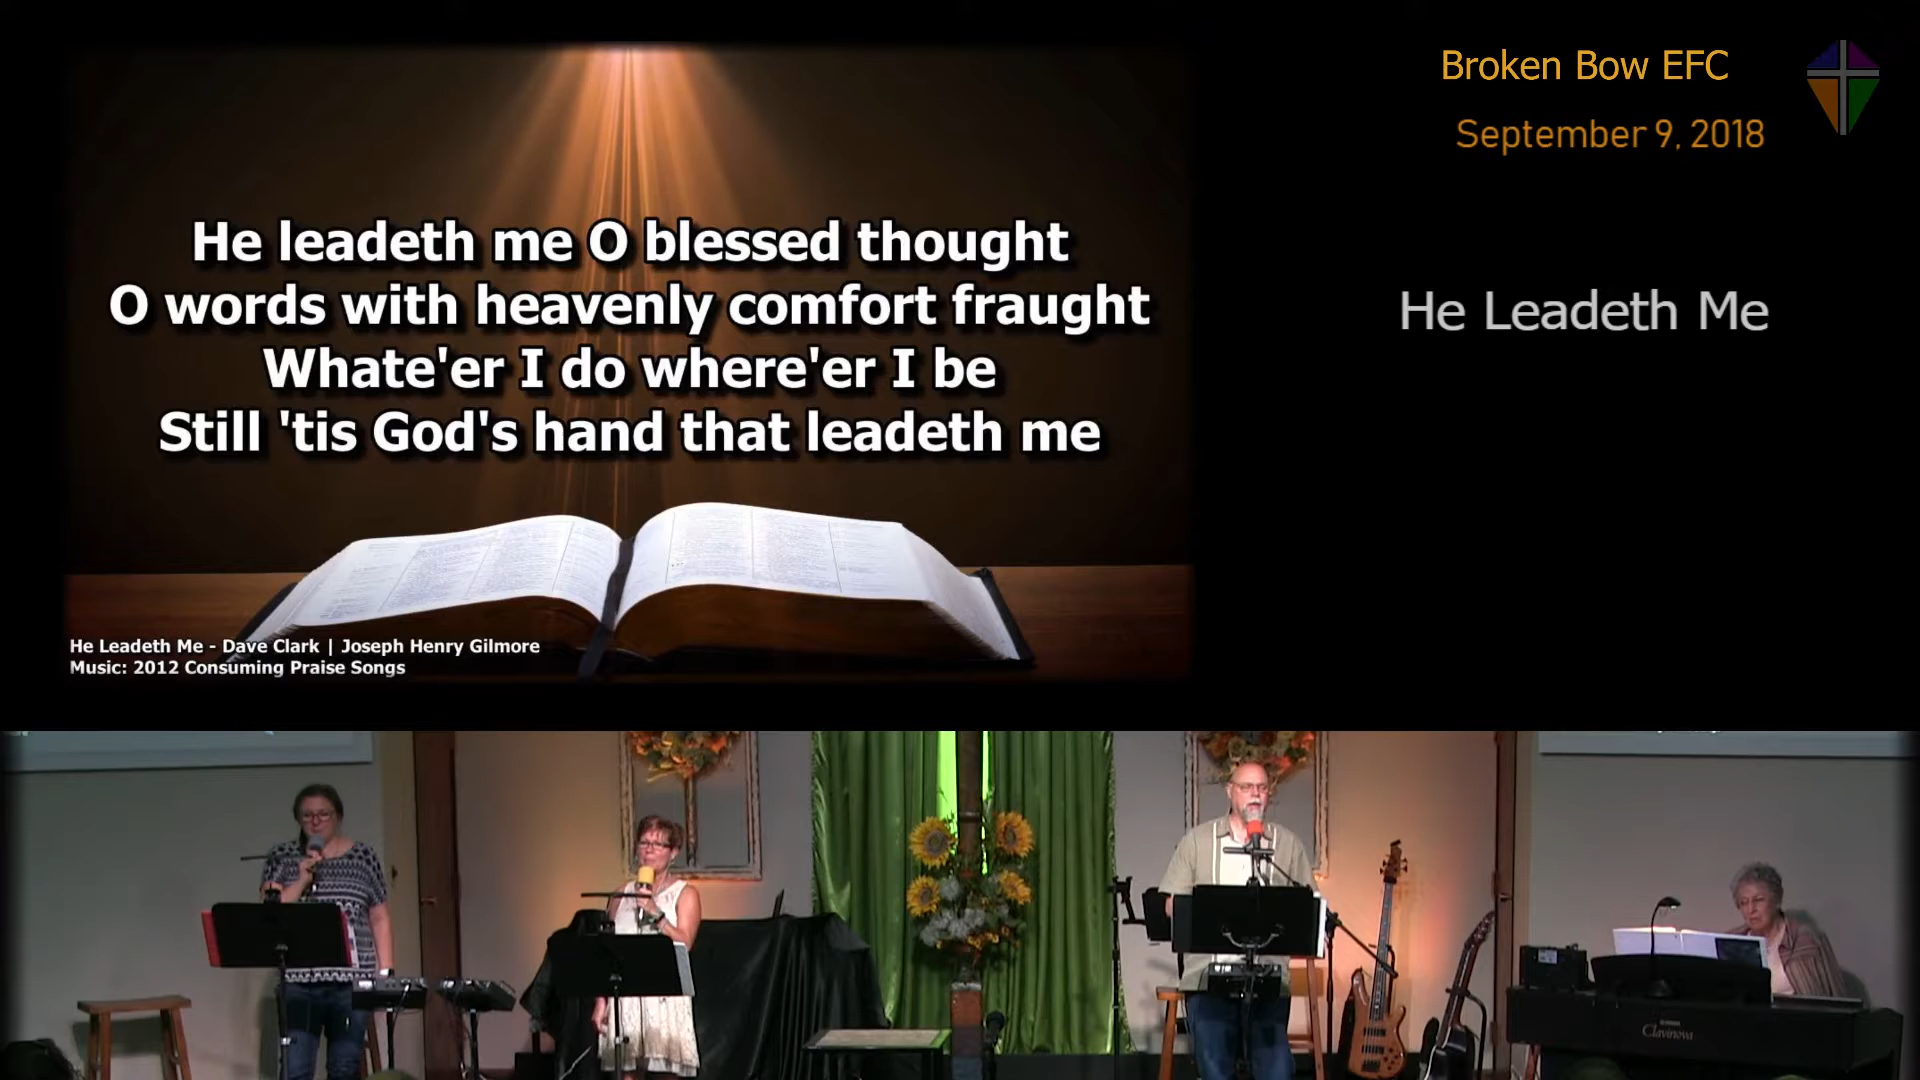 Broken Bow EFC
September 9, 2018
He leadeth me O blessed thought
O words with heavenly comfort fraught
Whate'er I do where'er I be
Still 'tis God's hand that leadeth me
He Leadeth Me
He Leadeth Me - Dave Clark | Joseph Henry Gilmore
Music: 2012 Consuming Praise Songs
Clavinova